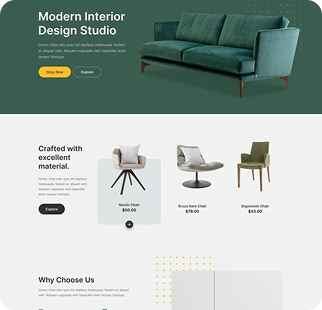 Modern Interior
Design Studio
Donec vitae odio quis nisl dapibus malesuada. Nullam
ac aliquet velit. Aliquam vulputate velit imperdiet dolor
tempor tristique.
Shop Now
Explore
Crafted with
excellent
material.
Donec vitae odio quis nisl dapibus
malesuada. Nullam ac aliquet velit.
Aliquam vulputate velit imperdiet
dolor tempor tristique.
Explore
Nordic Chair
$50.00
Kruzo Aero Chair
$78.00
Ergonomic Chair
$43.00
Why Choose Us
Donec vitae odio quis nisl dapibus malesuada. Nullam
ac aliquet velit. Aliquam vulputate velit imperdiet dolor
tempor tristique.